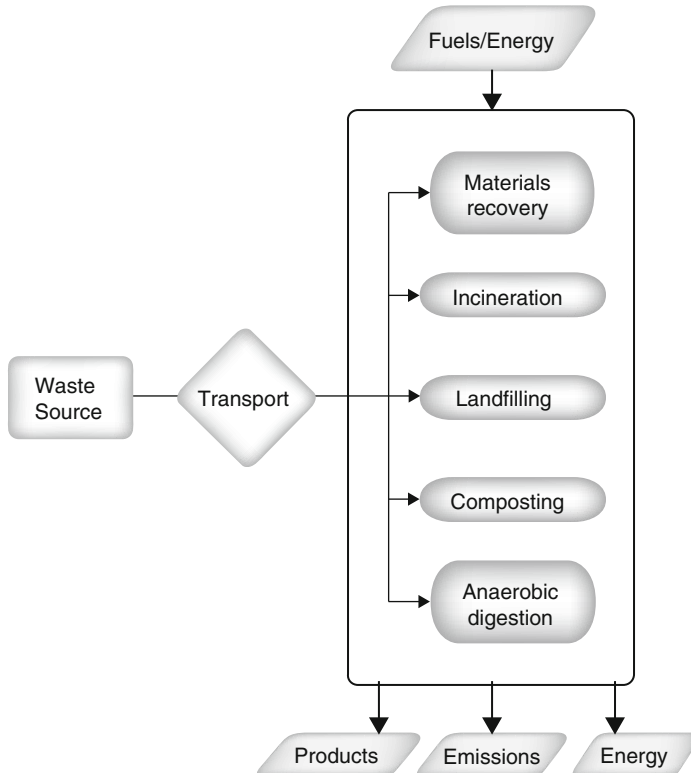 Fuels/Energy
Materials
recovery
Incineration
Waste
Source
Transport
Landfilling
Composting
Anaerobic
digestion
Products
Emissions
Energy